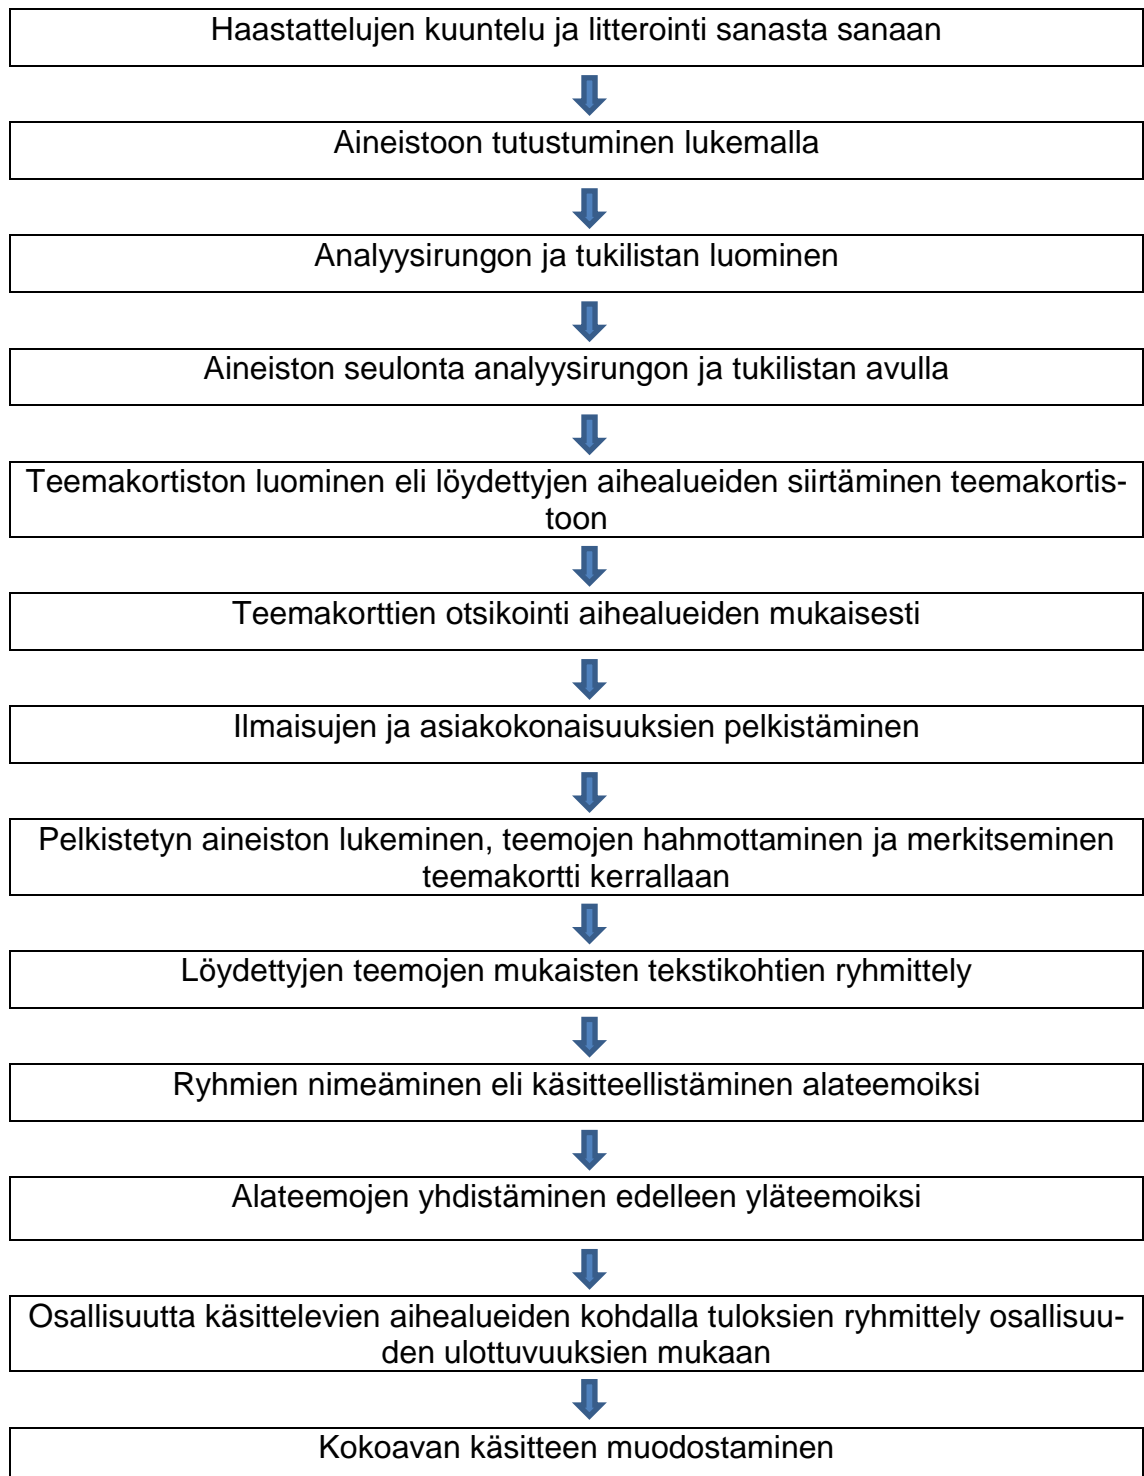 Haastattelujen kuuntelu ja litterointi sanasta sanaan
Aineistoon tutustuminen lukemalla
Analyysirungon ja tukilistan luominen
Aineiston seulonta analyysirungon ja tukilistan avulla
Teemakortiston luominen eli löydettyjen aihealueiden siirtäminen teemakortis-
toon
Teemakorttien otsikointi aihealueiden mukaisesti
Ilmaisujen ja asiakokonaisuuksien pelkistäminen
Pelkistetyn aineiston lukeminen, teemojen hahmottaminen ja merkitseminen
teemakortti kerrallaan
Löydettyjen teemojen mukaisten tekstikohtien ryhmittely
Ryhmien nimeäminen eli käsitteellistäminen alateemoiksi
Alateemojen yhdistäminen edelleen yläteemoiksi
Osallisuutta käsittelevien aihealueiden kohdalla tuloksien ryhmittely osallisuu-
den ulottuvuuksien mukaan
Kokoavan käsitteen muodostaminen